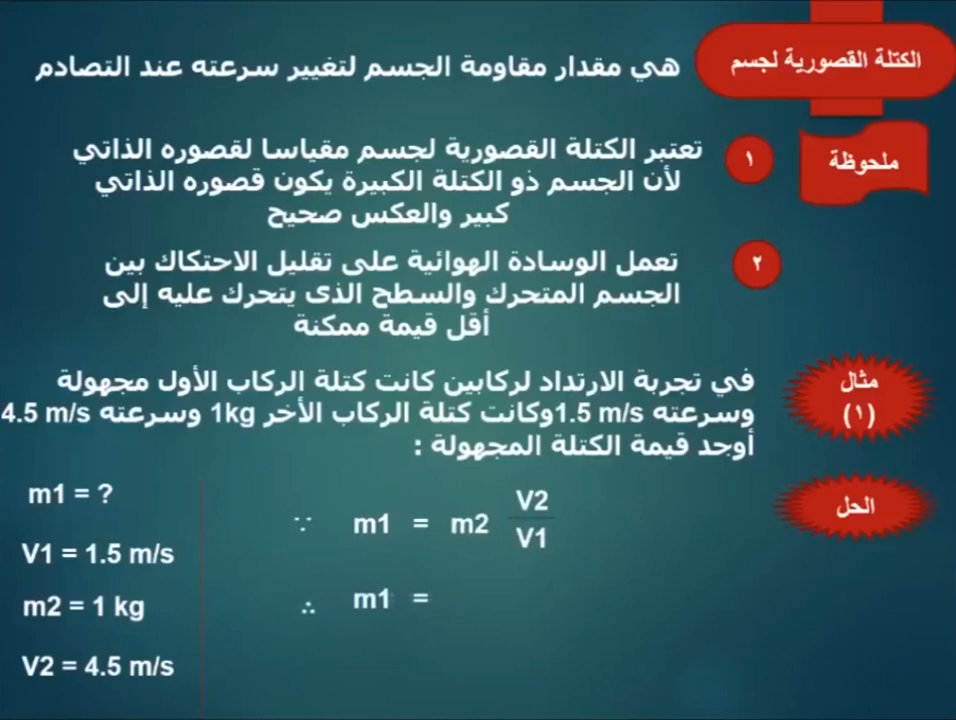 الكتلة القصورية لجسم
هي مقدار مقاومة الجسم لتغيير سرعته عند التصادم
ملحوظة
١
تعتبر الكتلة القصورية لجسم مقياسا لقصوره الذاتي
لأن الجسم ذو الكتلة الكبيرة يكون قصوره الذاتي
كبير والعكس صحيح
٢
تعمل الوسادة الهوائية على تقليل الاحتكاك بين
الجسم المتحرك والسطح الذى يتحرك عليه إلى
أقل قيمة ممكنة
مثال
(١)
في تجربة الارتداد لركابين كانت كتلة الركاب الأول مجهولة
وسرعته 1.5 m/s وكانت كتلة الركاب الأخر 1kg وسرعته 4.5 m/s
أوجد قيمة الكتلة المجهولة :
الحل
m1 = ?
V1 = 1.5 m/s
m2 = 1 kg
V2 = 4.5 m/s
V2
∵ m1 = m2
V1
∴ m1 =